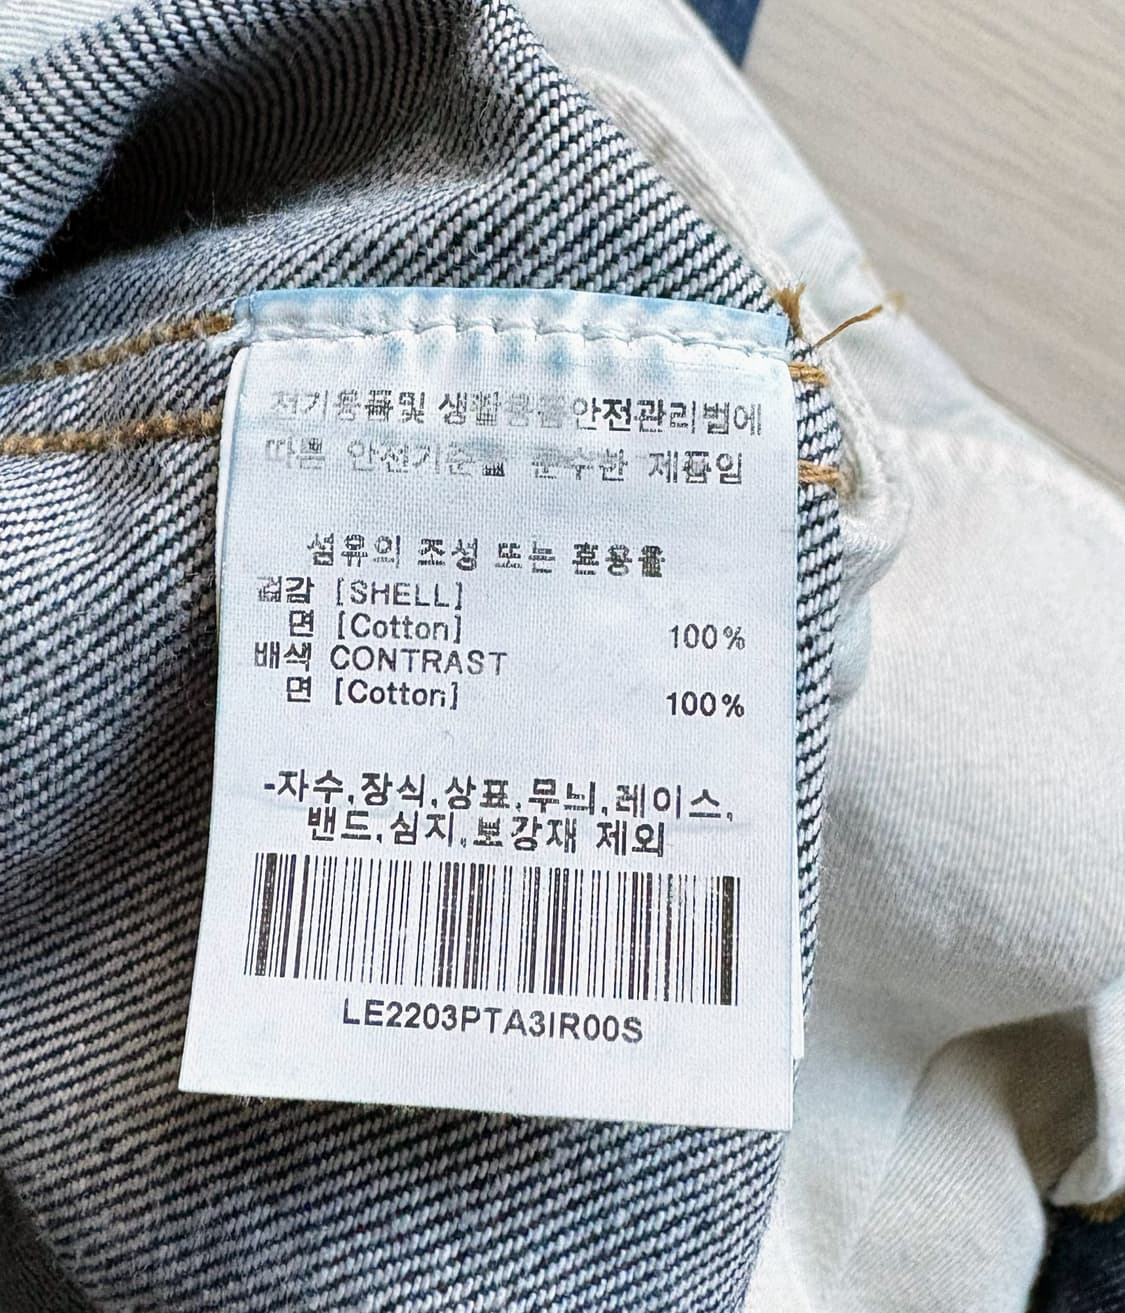 전기용품및 생활용품안전관리법에
따른 안전기준을 준수한 제품임
섬유의 조성 또는 혼용율
겉감 [SHELL]
면 [Cotton] 100%
배색 CONTRAST
면 [Cotton] 100%
-자수,장식,상표,무늬,레이스,
밴드,심지,보강재 제외
LE2203PTA3IR00S